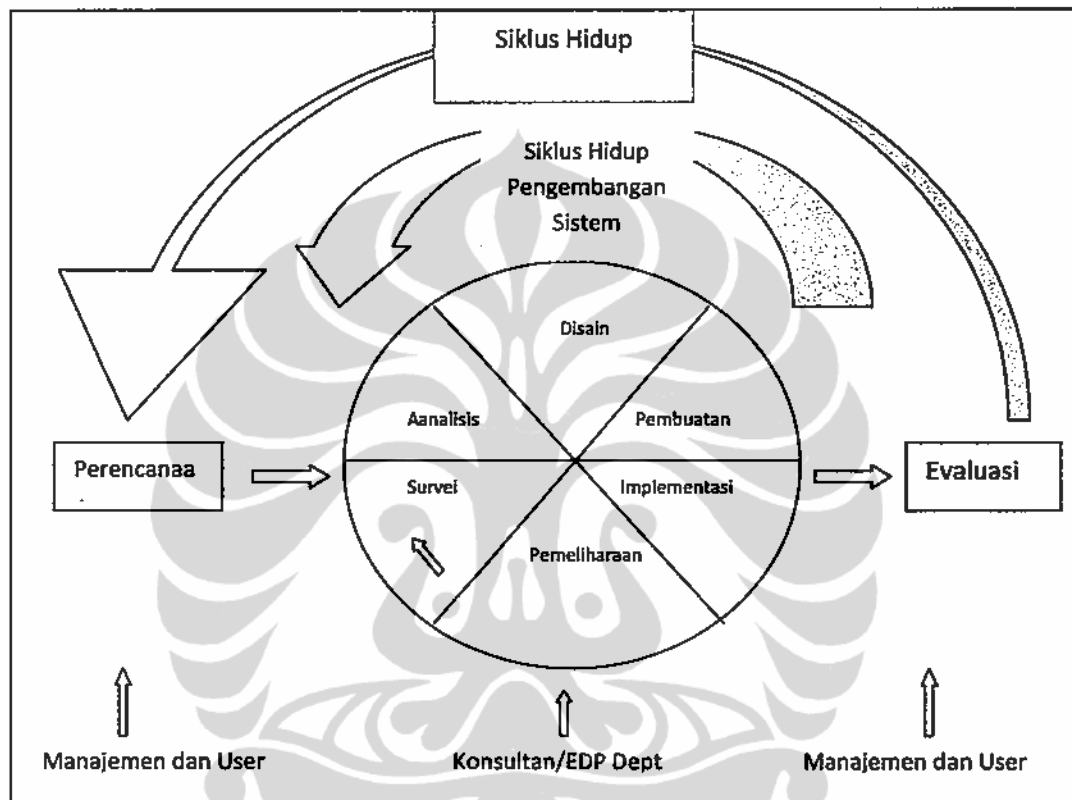 Siklus Hidup
Siklus Hidup
Pengembangan
Sistem
Disain
Aanalisis
Pembuatan
Perencanaa
Survei
Implementasi
Evaluasi
Pemeliharaan
Manajemen dan User
Konsultan/EDP Dept
Manajemen dan User